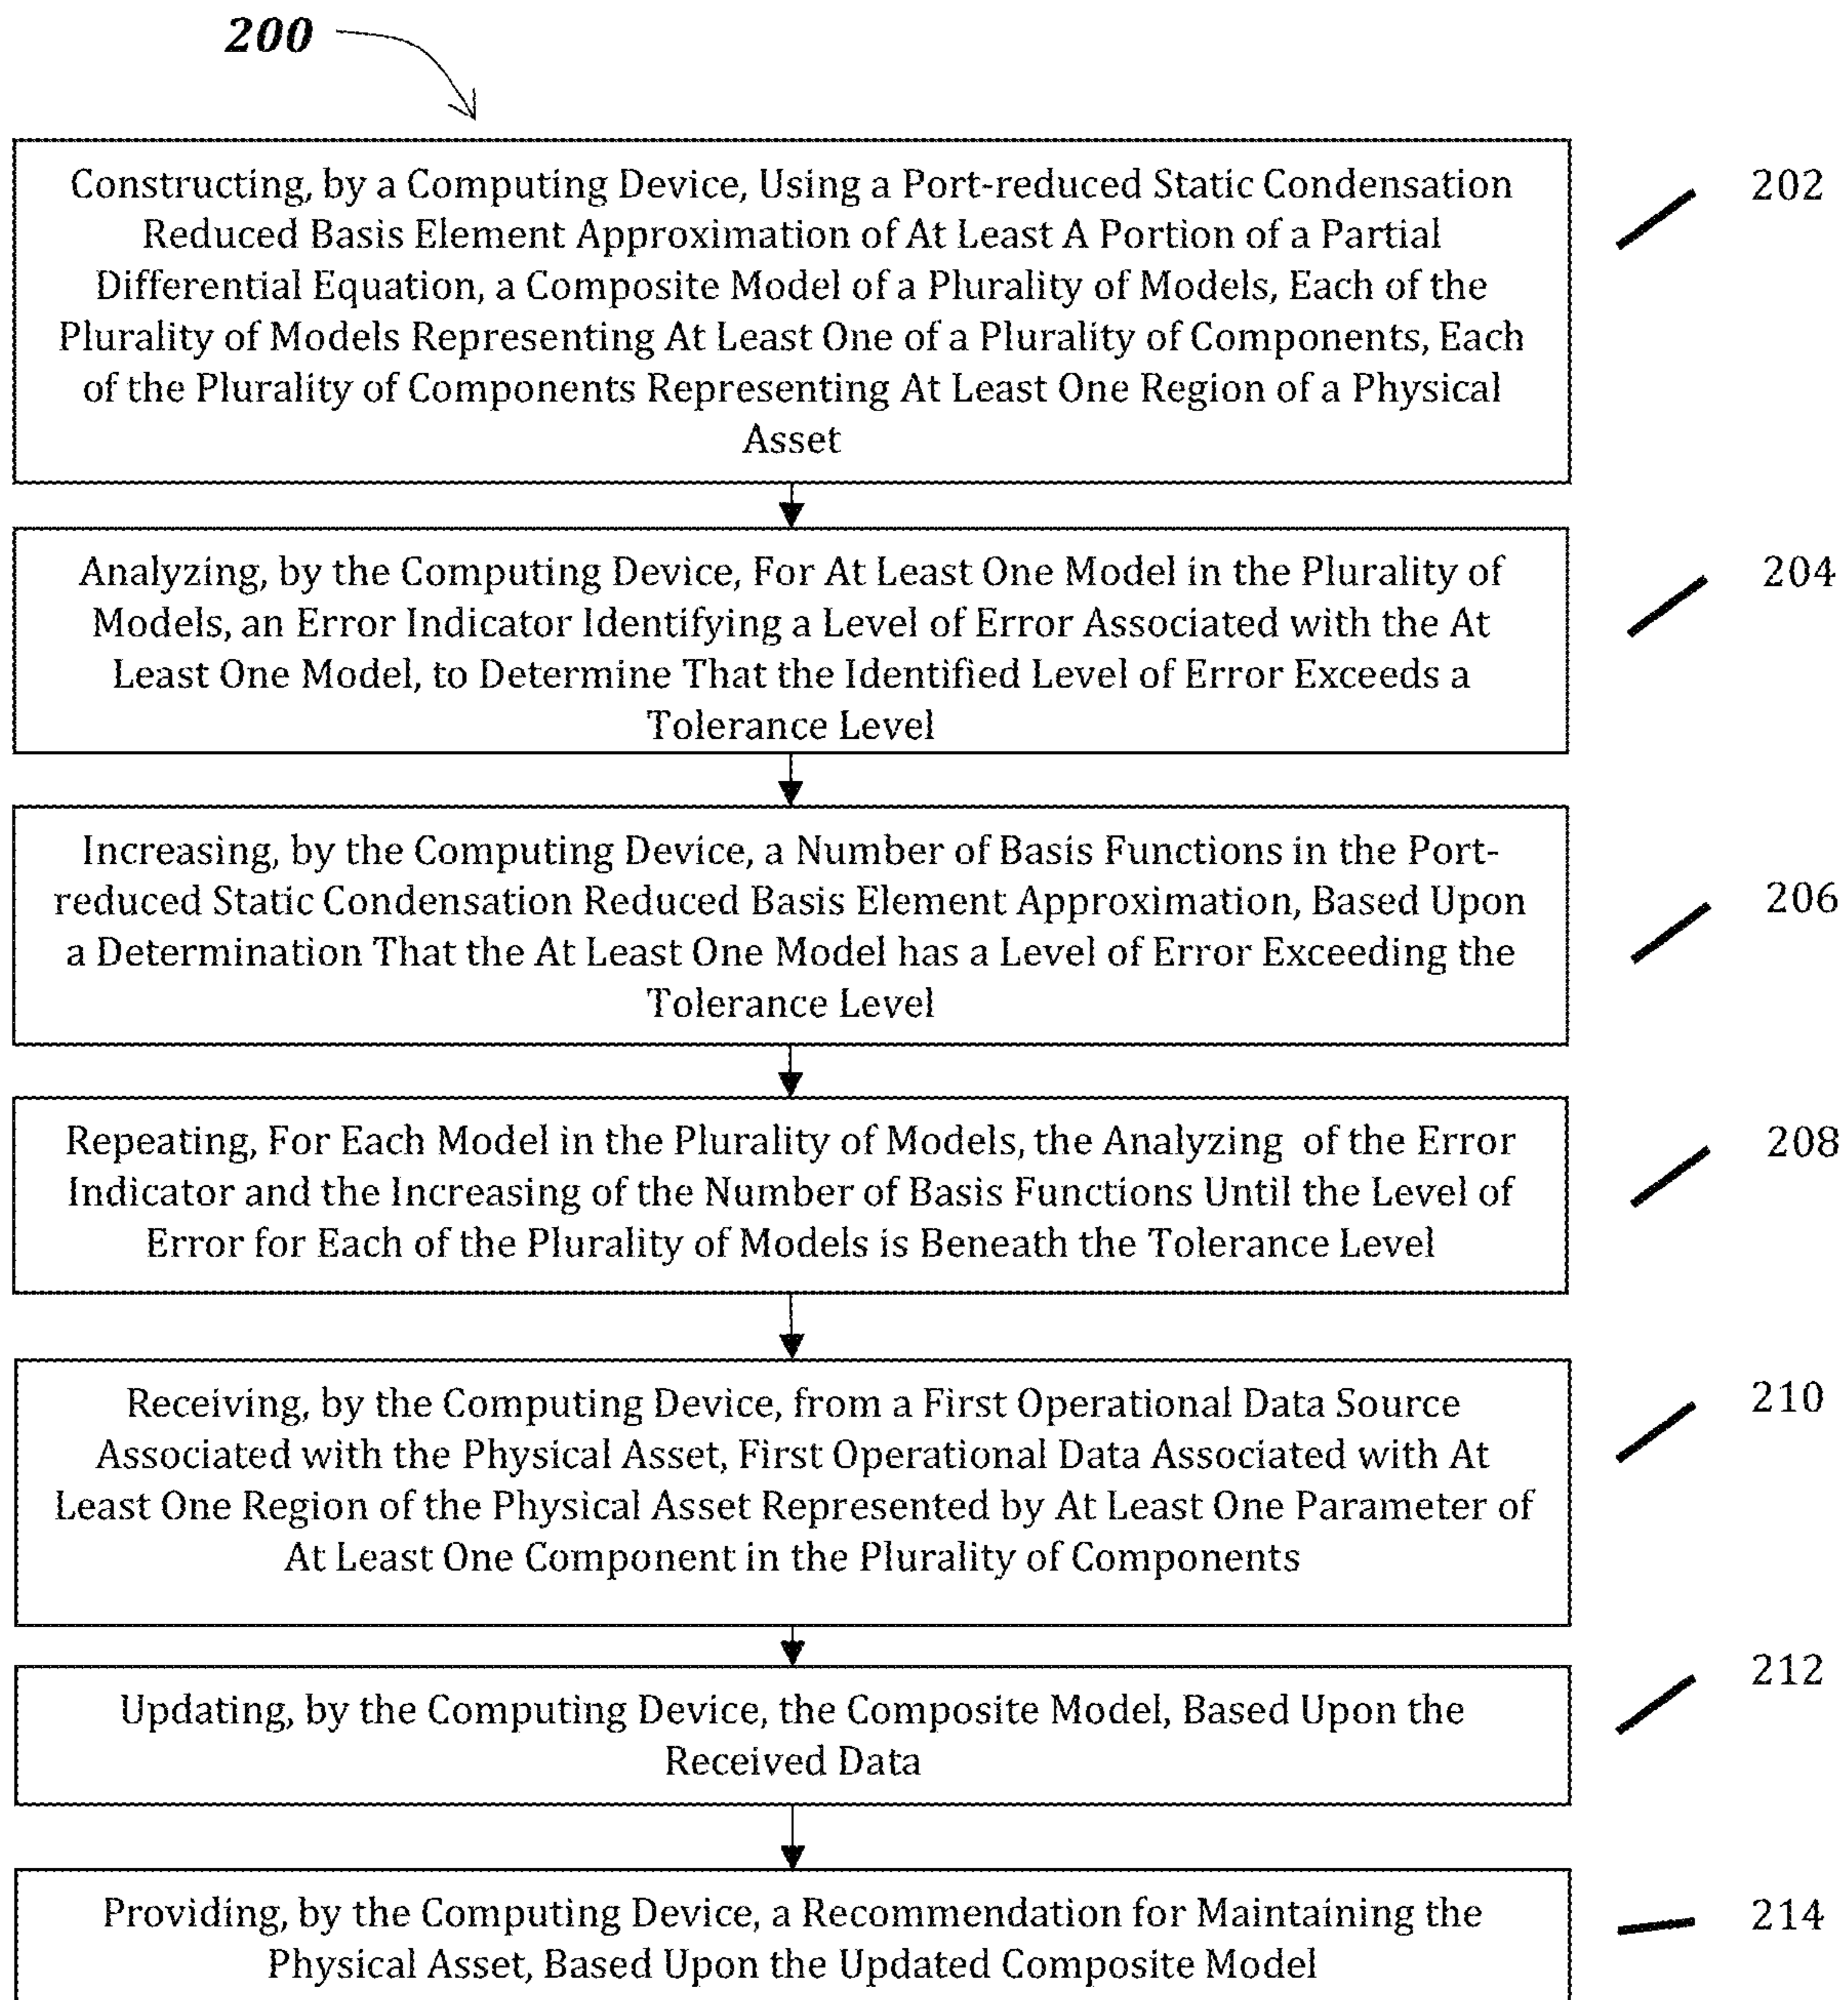 200
Constructing, by a Computing Device, Using a Port-reduced Static Condensation
Reduced Basis Element Approximation of At Least A Portion of a Partial
Differential Equation, a Composite Model of a Plurality of Models, Each of the
Plurality of Models Representing At Least One of a Plurality of Components, Each
of the Plurality of Components Representing At Least One Region of a Physical
Asset
202
Analyzing, by the Computing Device, For At Least One Model in the Plurality of
Models, an Error Indicator Identifying a Level of Error Associated with the At
Least One Model, to Determine That the Identified Level of Error Exceeds a
Tolerance Level
204
Increasing, by the Computing Device, a Number of Basis Functions in the Port-
reduced Static Condensation Reduced Basis Element Approximation, Based Upon
a Determination That the At Least One Model has a Level of Error Exceeding the
Tolerance Level
206
Repeating, For Each Model in the Plurality of Models, the Analyzing of the Error
Indicator and the Increasing of the Number of Basis Functions Until the Level of
Error for Each of the Plurality of Models is Beneath the Tolerance Level
208
Receiving, by the Computing Device, from a First Operational Data Source
Associated with the Physical Asset, First Operational Data Associated with At
Least One Region of the Physical Asset Represented by At Least One Parameter of
At Least One Component in the Plurality of Components
210
Updating, by the Computing Device, the Composite Model, Based Upon the
Received Data
212
Providing, by the Computing Device, a Recommendation for Maintaining the
Physical Asset, Based Upon the Updated Composite Model
214